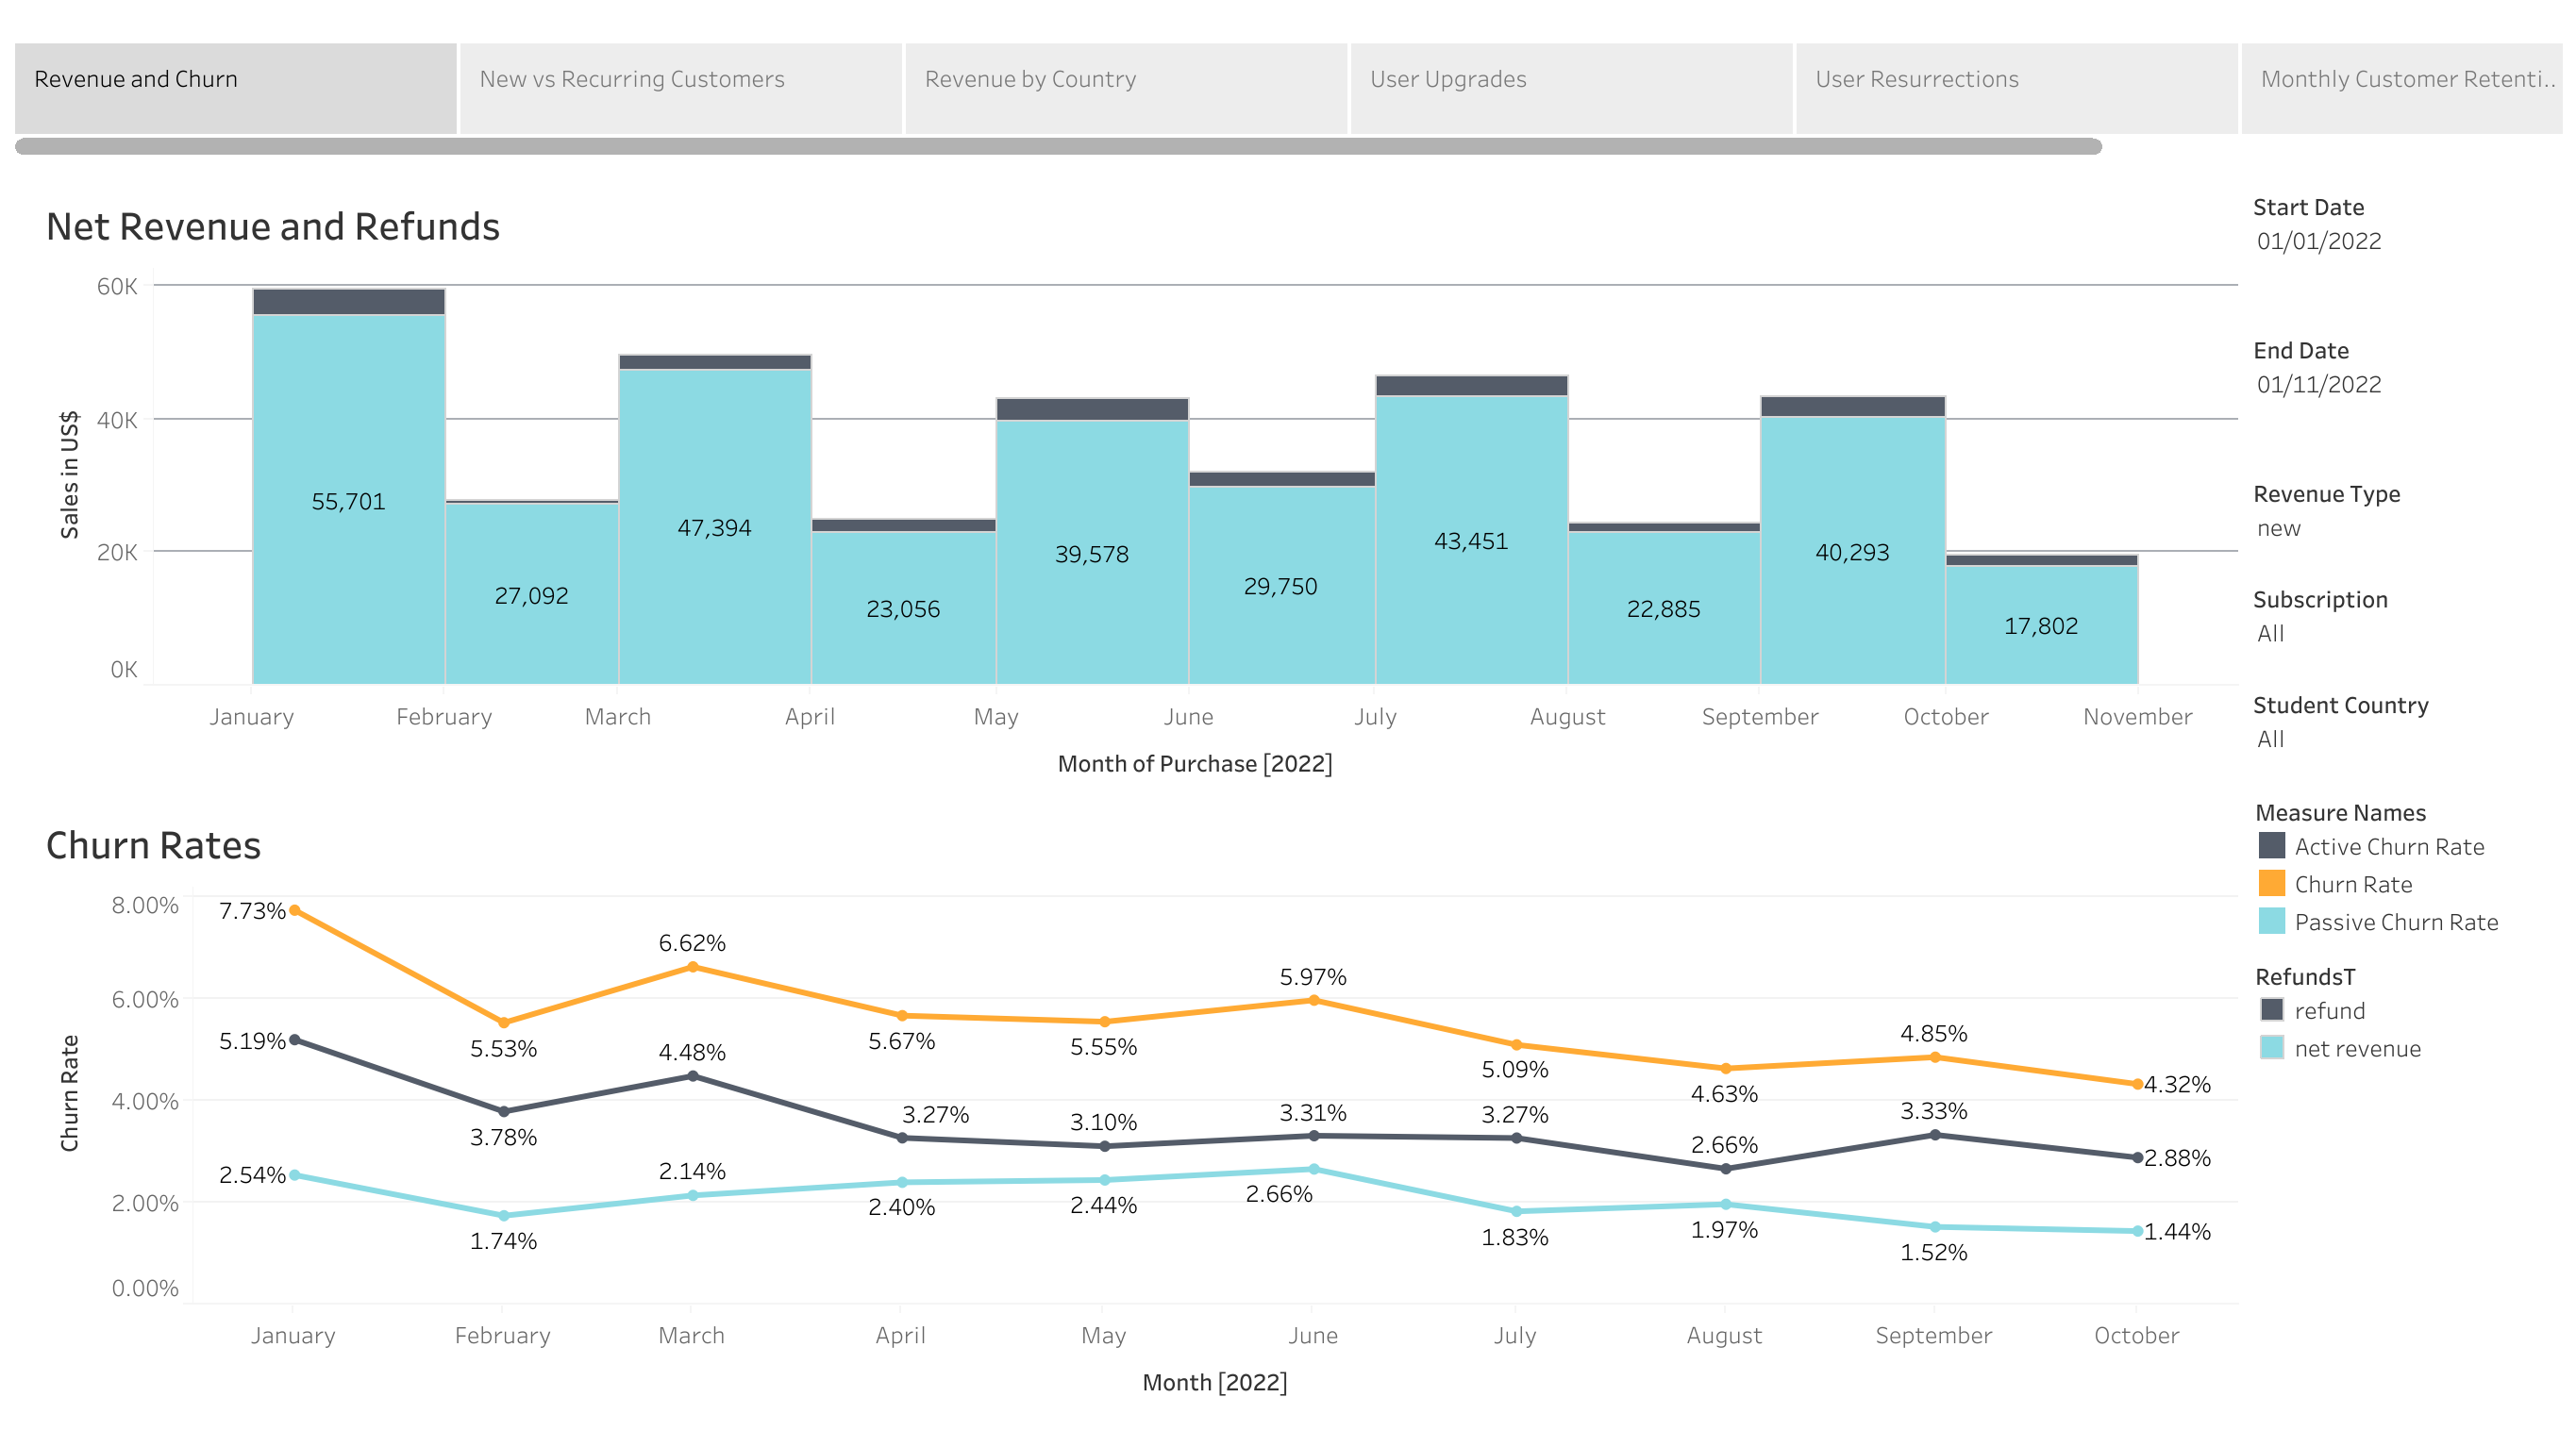 Revenue and Churn
New vs Recurring Customers
Revenue by Country
User Upgrades
User Resurrections
Monthly Customer Retenti..
Net Revenue and Refunds
Sales in US$
60K
40K
20K
0K
55,701
27,092
47,394
23,056
39,578
29,750
43,451
22,885
40,293
17,802
January February March April May June July August September October November
Month of Purchase [2022]
Churn Rates
Churn Rate
8.00%
6.00%
4.00%
2.00%
0.00%
7.73% 5.53% 6.62% 5.67% 5.55% 5.97% 5.09% 4.63% 4.85% 4.32%
5.19% 3.78% 4.48% 3.27% 3.10% 3.31% 3.27% 2.66% 3.33% 2.88%
2.54% 1.74% 2.14% 2.40% 2.44% 2.66% 1.83% 1.97% 1.52% 1.44%
January February March April May June July August September October
Month [2022]
Start Date
01/01/2022
End Date
01/11/2022
Revenue Type
new
Subscription
All
Student Country
All
Measure Names
Active Churn Rate
Churn Rate
Passive Churn Rate
RefundsT
refund
net revenue